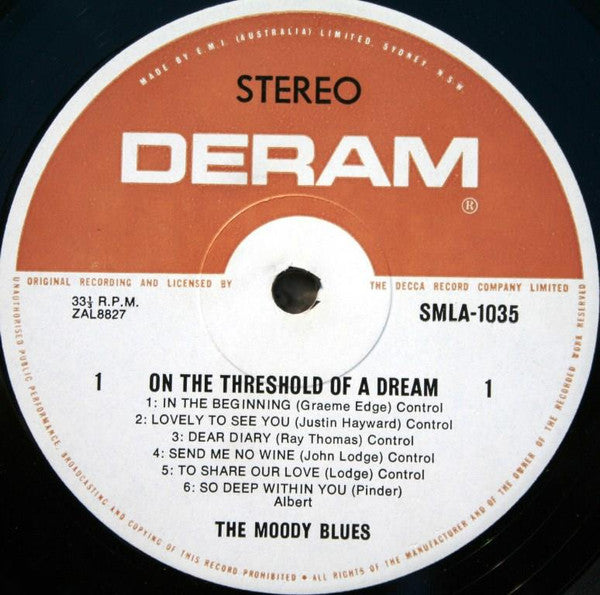 MADE BY E.M.I. (AUSTRALIA) LIMITED. SYDNEY, N.S.W.
STEREO
DERAM
®
ORIGINAL RECORDING AND LICENSED BY THE DECCA RECORD COMPANY LIMITED
33⅓ R.P.M.
ZAL8827
SMLA-1035
1 ON THE THRESHOLD OF A DREAM 1
1: IN THE BEGINNING (Graeme Edge) Control
2: LOVELY TO SEE YOU (Justin Hayward) Control
3: DEAR DIARY (Ray Thomas) Control
4: SEND ME NO WINE (John Lodge) Control
5: TO SHARE OUR LOVE (Lodge) Control
6: SO DEEP WITHIN YOU (Pinder)
Albert
THE MOODY BLUES
UNAUTHORISED PUBLIC PERFORMANCE, BROADCASTING AND COPYING OF THIS RECORD PROHIBITED • ALL RIGHTS OF THE MANUFACTURER AND OF THE OWNER OF THE RECORDED WORK RESERVED